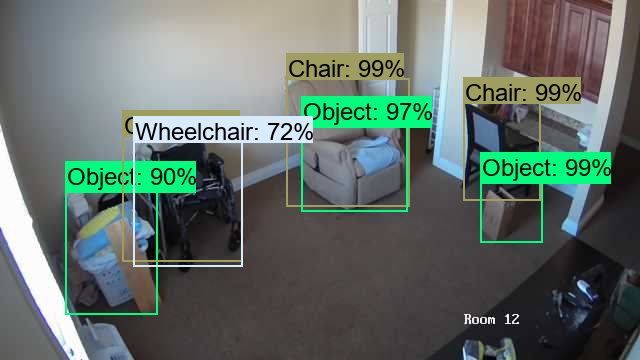 Chair: 99%
Chair: 99%
Object: 97%
C
Wheelchair: 72%
Object: 99%
Object: 90%
Room 12